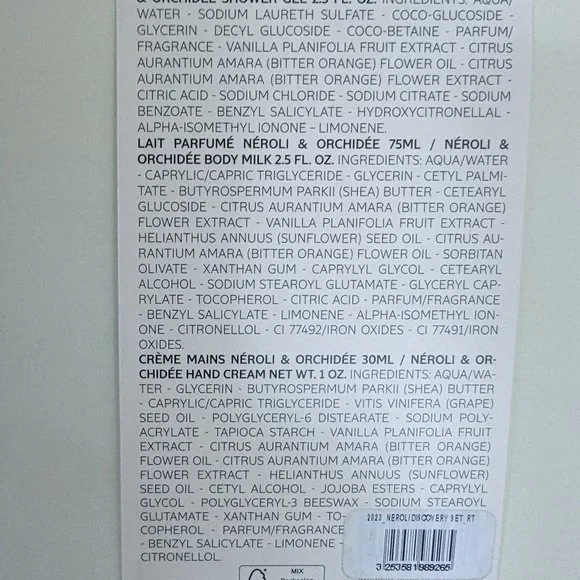 & ORCHIDÉE SHOWER GEL 2.5 FL. OZ. INGREDIENTS: AQUA/
WATER - SODIUM LAURETH SULFATE - COCO-GLUCOSIDE -
GLYCERIN - DECYL GLUCOSIDE - COCO-BETAINE - PARFUM/
FRAGRANCE - VANILLA PLANIFOLIA FRUIT EXTRACT - CITRUS
AURANTIUM AMARA (BITTER ORANGE) FLOWER OIL - CITRUS
AURANTIUM AMARA (BITTER ORANGE) FLOWER EXTRACT -
CITRIC ACID - SODIUM CHLORIDE - SODIUM CITRATE - SODIUM
BENZOATE - BENZYL SALICYLATE - HYDROXYCITRONELLAL -
ALPHA-ISOMETHYL IONONE - LIMONENE.
LAIT PARFUMÉ NÉROLI & ORCHIDÉE 75ML / NÉROLI &
ORCHIDÉE BODY MILK 2.5 FL. OZ. INGREDIENTS: AQUA/WATER
- CAPRYLIC/CAPRIC TRIGLYCERIDE - GLYCERIN - CETYL PALMI-
TATE - BUTYROSPERMUM PARKII (SHEA) BUTTER - CETEARYL
GLUCOSIDE - CITRUS AURANTIUM AMARA (BITTER ORANGE)
FLOWER EXTRACT - VANILLA PLANIFOLIA FRUIT EXTRACT -
HELIANTHUS ANNUUS (SUNFLOWER) SEED OIL - CITRUS AU-
RANTIUM AMARA (BITTER ORANGE) FLOWER OIL - SORBITAN
OLIVATE - XANTHAN GUM - CAPRYLYL GLYCOL - CETEARYL
ALCOHOL - SODIUM STEAROYL GLUTAMATE - GLYCERYL CAP-
RYLATE - TOCOPHEROL - CITRIC ACID - PARFUM/FRAGRANCE
- BENZYL SALICYLATE - LIMONENE - ALPHA-ISOMETHYL ION-
ONE - CITRONELLOL - CI 77492/IRON OXIDES - CI 77491/IRON
OXIDES.
CRÈME MAINS NÉROLI & ORCHIDÉE 30ML / NÉROLI & OR-
CHIDÉE HAND CREAM NET WT. 1 OZ. INGREDIENTS: AQUA/WA-
TER - GLYCERIN - BUTYROSPERMUM PARKII (SHEA) BUTTER
- CAPRYLIC/CAPRIC TRIGLYCERIDE - VITIS VINIFERA (GRAPE)
SEED OIL - POLYGLYCERYL-6 DISTEARATE - SODIUM POLY-
ACRYLATE - TAPIOCA STARCH - VANILLA PLANIFOLIA FRUIT
EXTRACT - CITRUS AURANTIUM AMARA (BITTER ORANGE)
FLOWER OIL - CITRUS AURANTIUM AMARA (BITTER ORANGE)
FLOWER EXTRACT - HELIANTHUS ANNUUS (SUNFLOWER)
SEED OIL - CETYL ALCOHOL - JOJOBA ESTERS - CAPRYLYL
GLYCOL - POLYGLYCERYL-3 BEESWAX - SODIUM STEAROYL
GLUTAMATE - XANTHAN GUM - TO-
COPHEROL - PARFUM/FRAGRANCE
- BENZYL SALICYLATE - LIMONENE -
CITRONELLOL.
2023_NEROLI DISCOVERY SET_RT
3 253581 989265
MIX